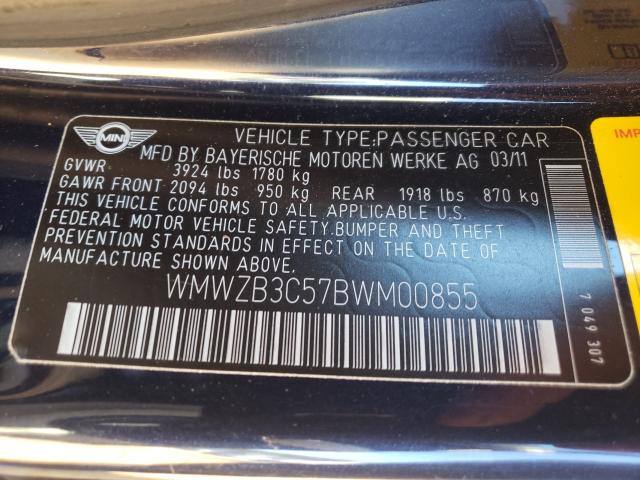 MINI
VEHICLE TYPE:PASSENGER CAR
MFD BY BAYERISCHE MOTOREN WERKE AG 03/11
GVWR 3924 lbs 1780 kg
GAWR FRONT 2094 lbs 950 kg REAR 1918 lbs 870 kg
THIS VEHICLE CONFORMS TO ALL APPLICABLE U.S.
FEDERAL MOTOR VEHICLE SAFETY,BUMPER AND THEFT
PREVENTION STANDARDS IN EFFECT ON THE DATE OF
MANUFACTURE SHOWN ABOVE.
WMWZB3C57BWM00855
7 049 307
IMP